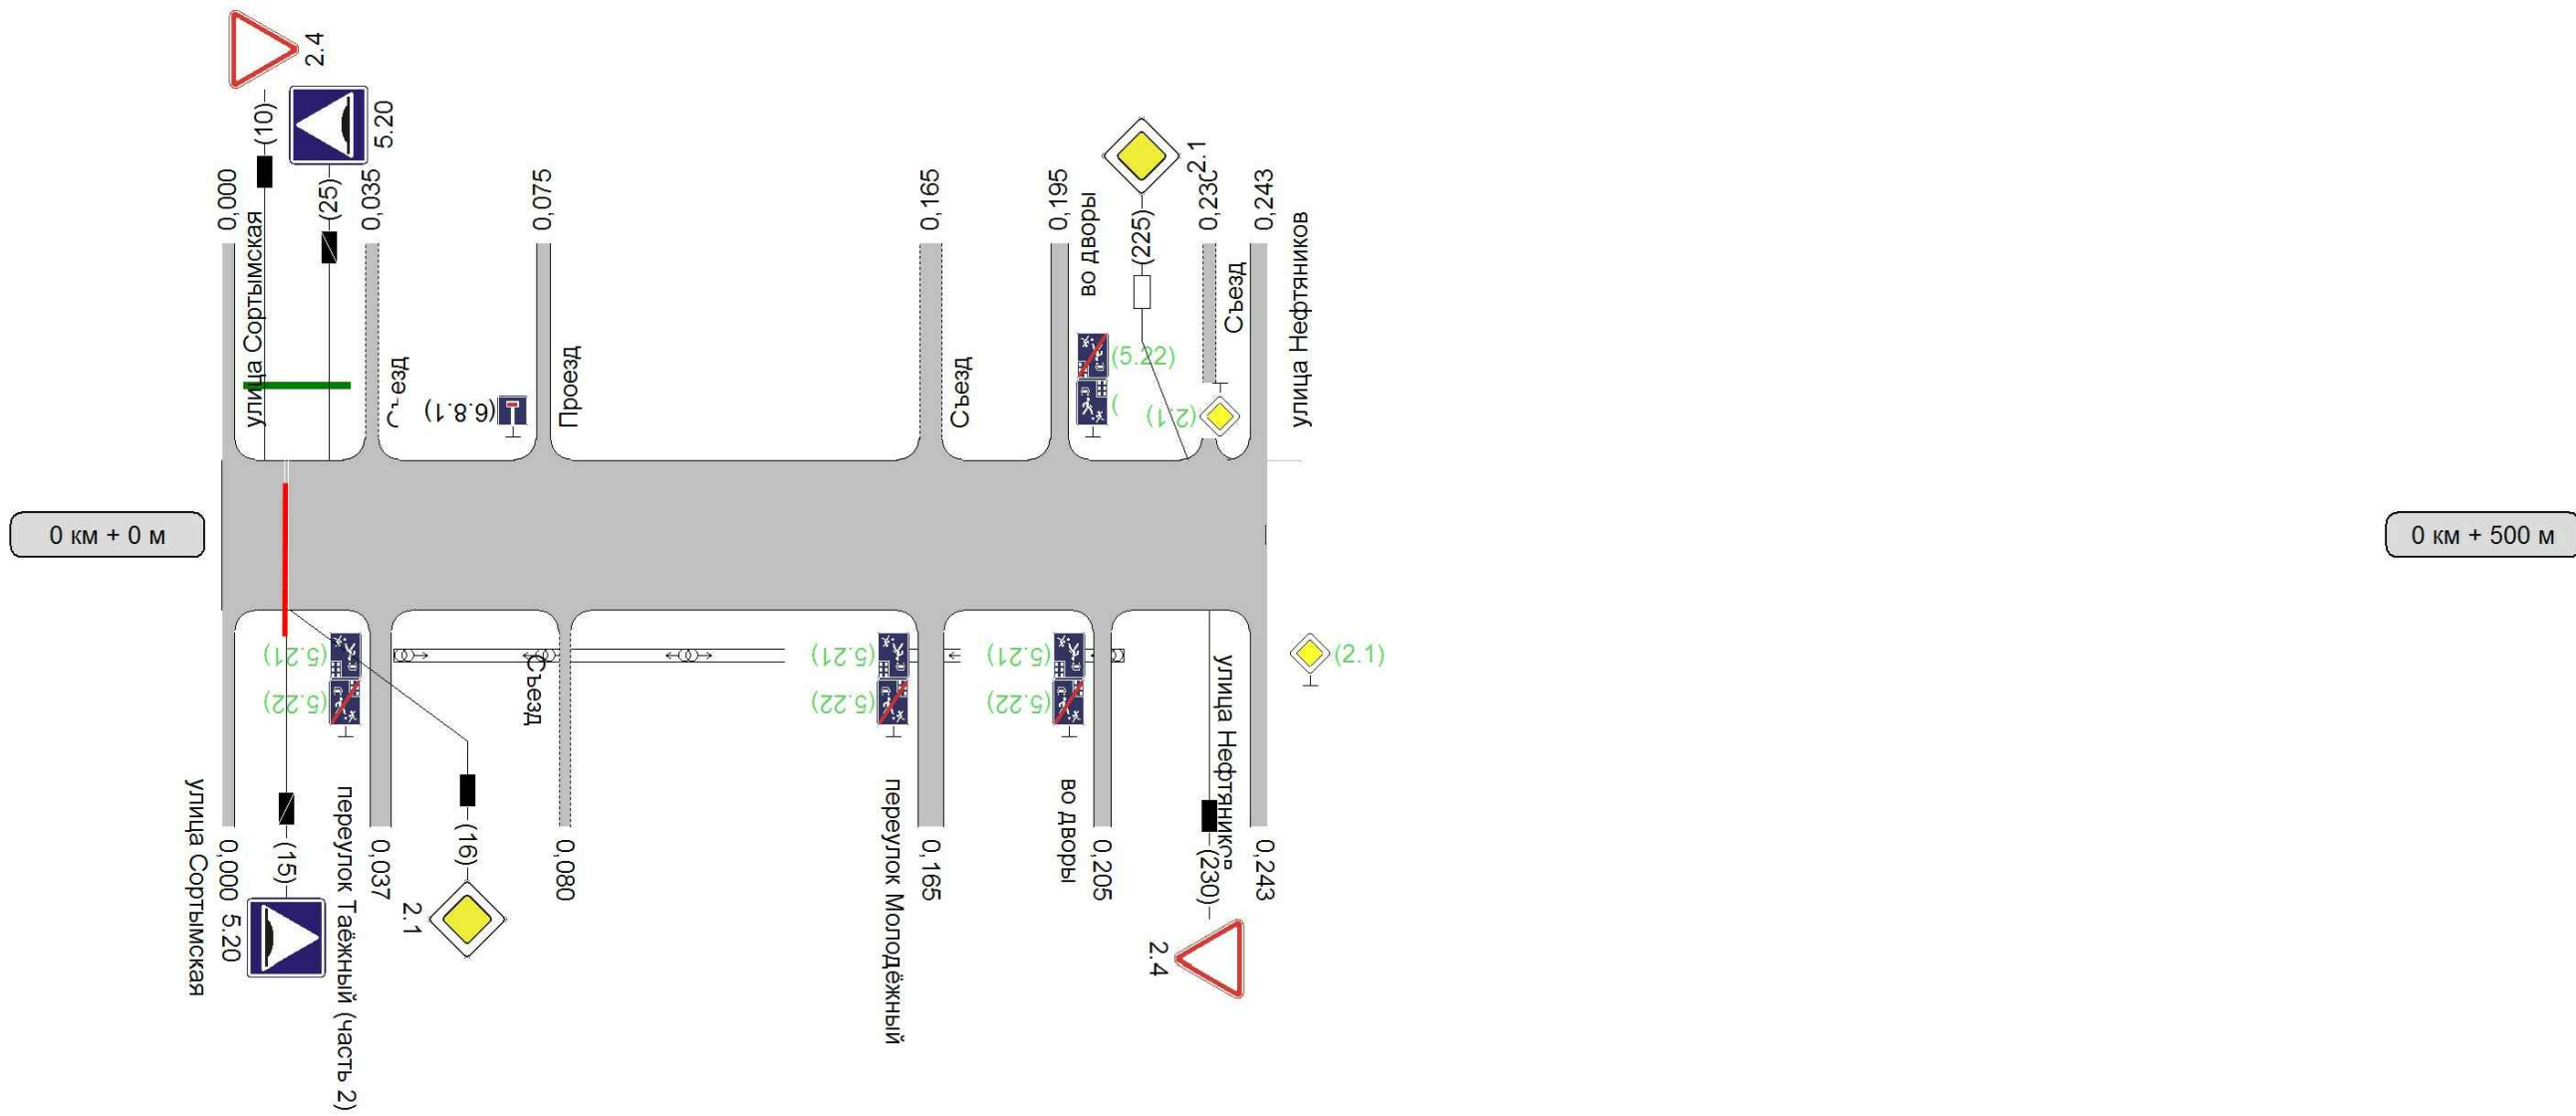 2.4
(10)
5.20
(25)
0,000
улица Сортымская
0,035
0,075
0,165
0,195
во дворы
2.1
(225)
0,230
Съезд
0,243
улица Нефтяников
Съезд
(6.8.1)
Проезд
Съезд
(5.22)
)
(2.1)
0 км + 0 м
0 км + 500 м
(5.21)
(5.22)
Съезд
(5.21)
(5.22)
(5.21)
(5.22)
(2.1)
улица Нефтяников
улица Сортымская
0,000
5.20
(15)
переулок Таёжный (часть 2)
0,037
2.1
(16)
0,080
переулок Молодёжный
0,165
во дворы
0,205
2.4
(230)
0,243